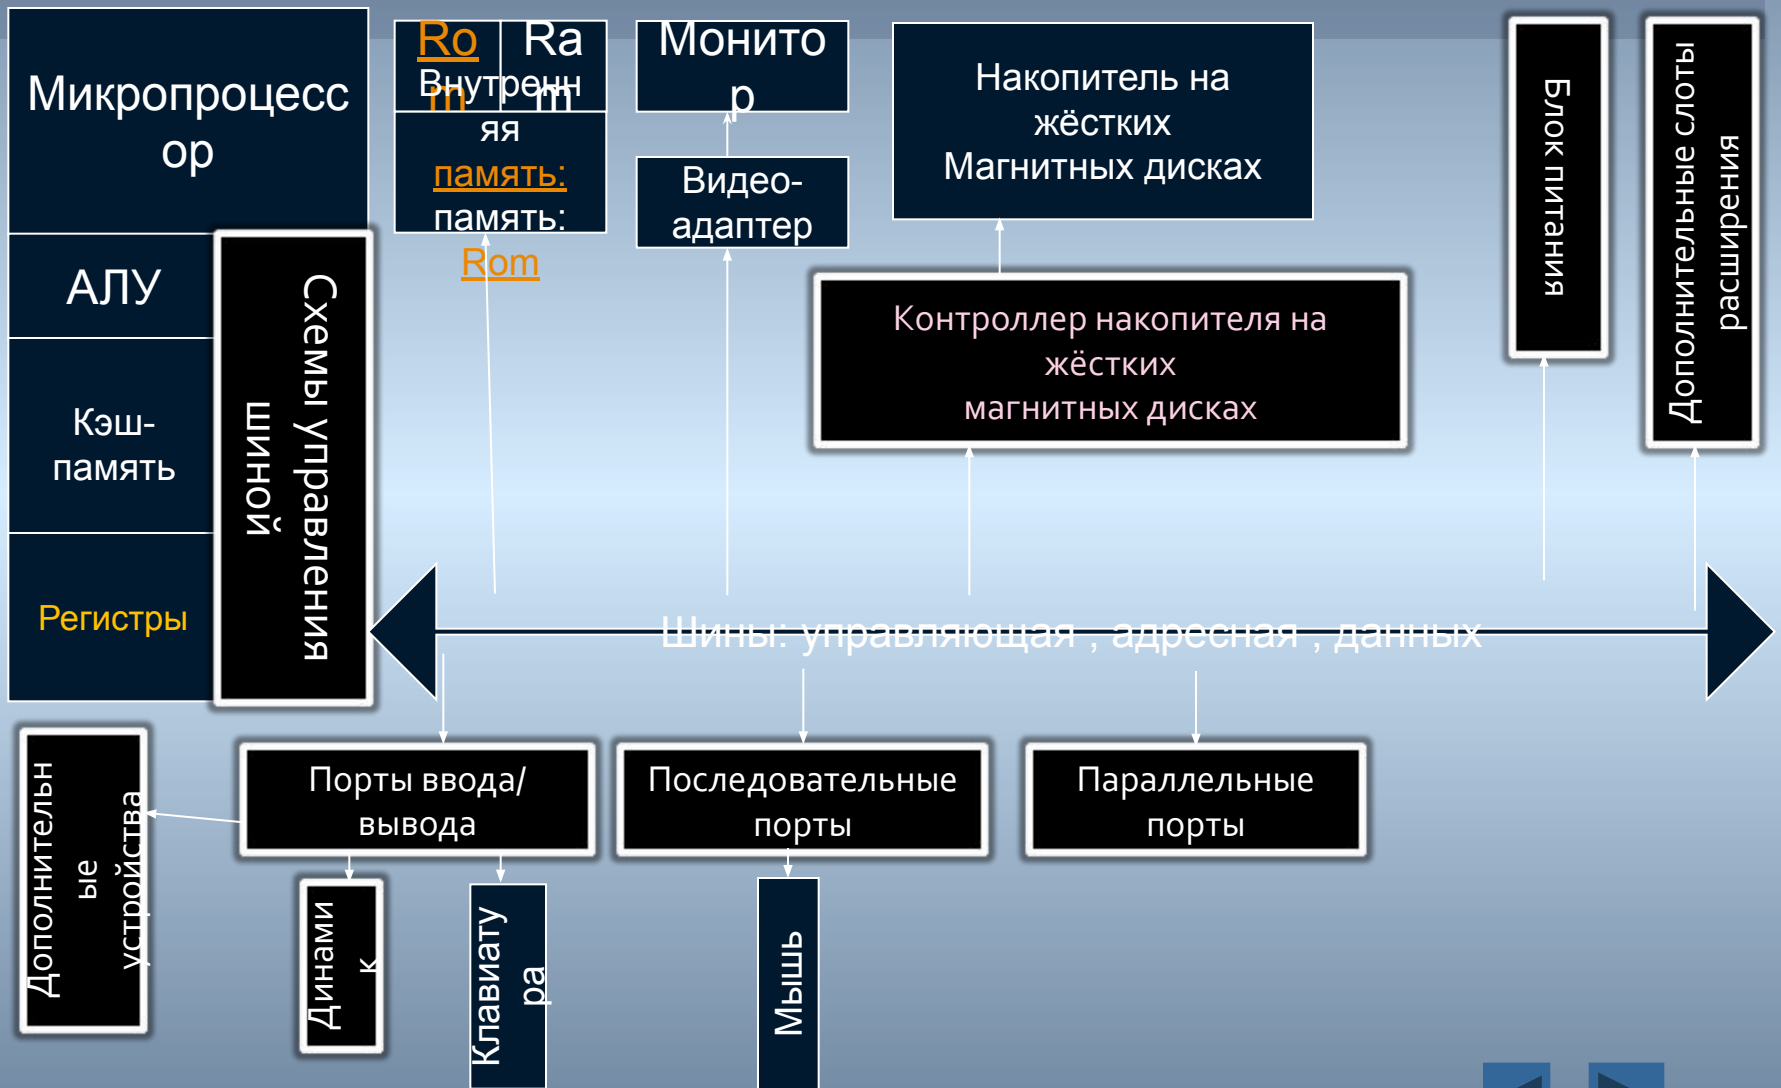 Микропроцесс
ор
АЛУ
Кэш-
память
Регистры
Схемы управления
шиной
Ro
m
Ra
m
Внутренн
яя
память:
память:
Rom
Монито
р
Видео-
адаптер
Накопитель на
жёстких
Магнитных дисках
Контроллер накопителя на
жёстких
магнитных дисках
Блок питания
Дополнительные слоты
расширения
Шины: управляющая , адресная , данных
Дополнительн
ые
устройства
Порты ввода/
вывода
Последовательные
порты
Параллельные
порты
Динами
к
Клавиату
ра
Мышь